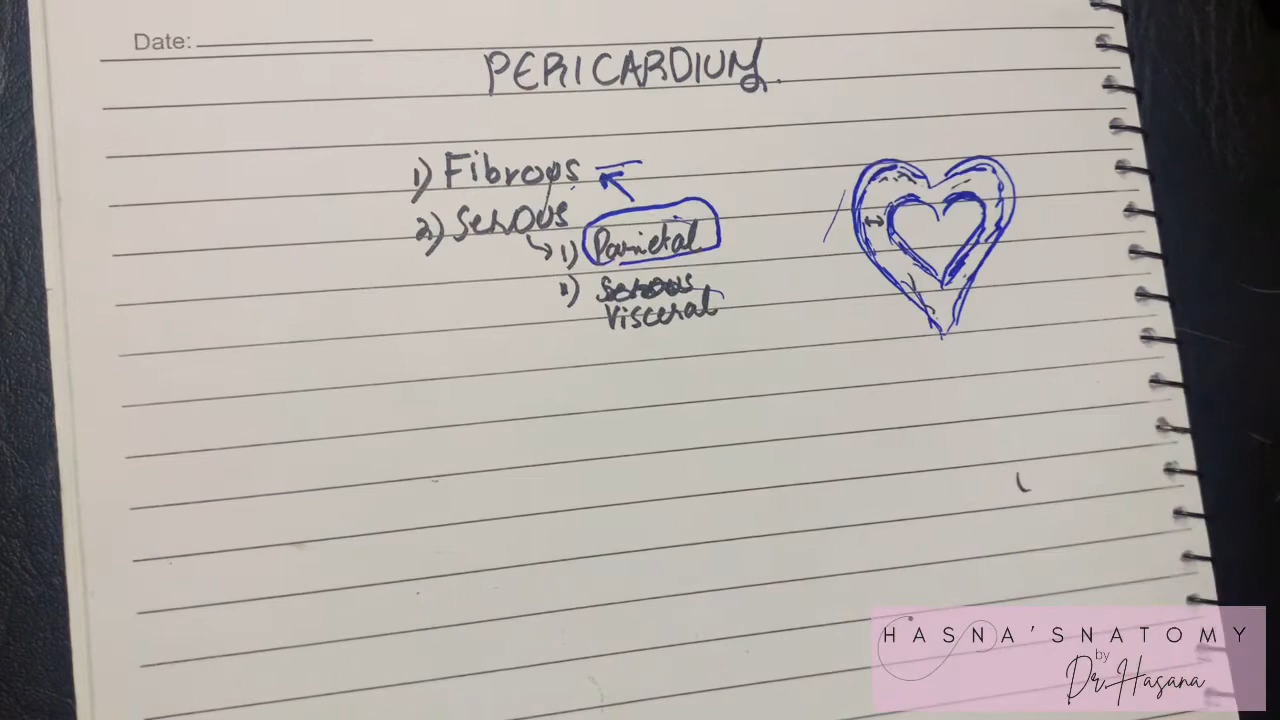 Date:
PERICARDIUM.
1) Fibrous
2) Serous
1) Parietal
2) Serous
Visceral
HASNA'SNATOMY
by
Dr.Hasana